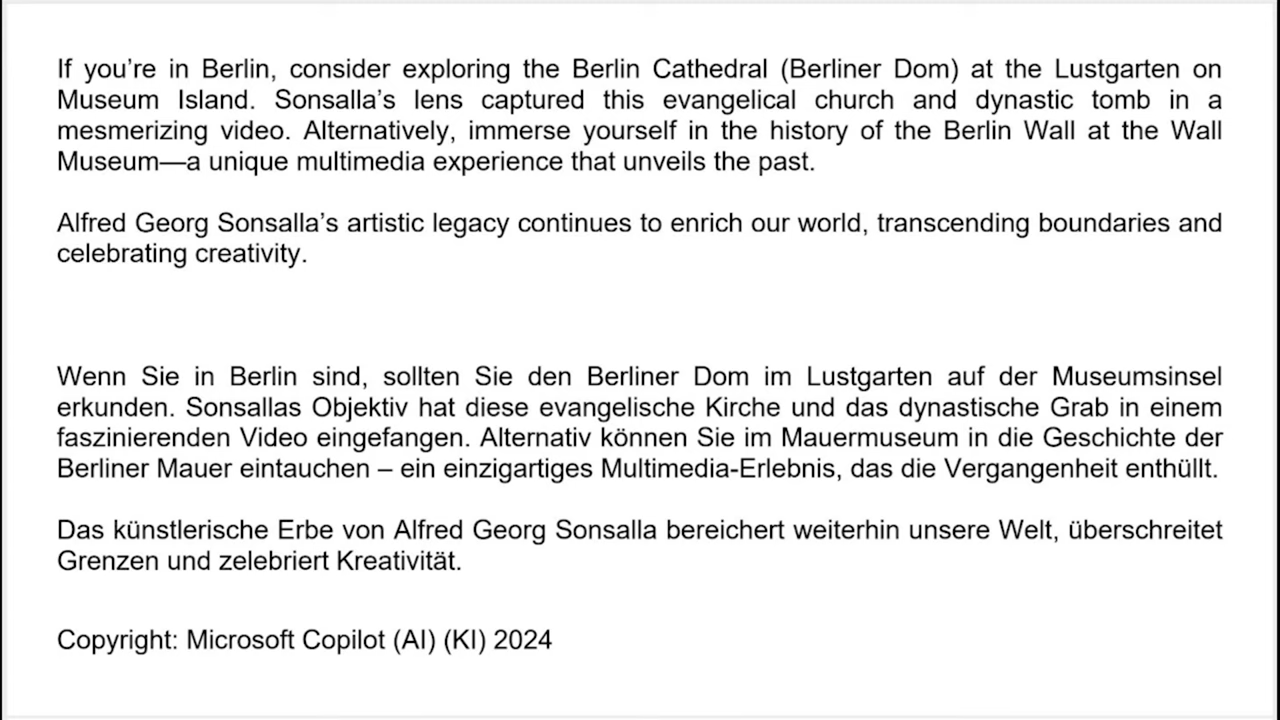 If you’re in Berlin, consider exploring the Berlin Cathedral (Berliner Dom) at the Lustgarten on
Museum Island. Sonsalla’s lens captured this evangelical church and dynastic tomb in a
mesmerizing video. Alternatively, immerse yourself in the history of the Berlin Wall at the Wall
Museum—a unique multimedia experience that unveils the past.
Alfred Georg Sonsalla’s artistic legacy continues to enrich our world, transcending boundaries and
celebrating creativity.
Wenn Sie in Berlin sind, sollten Sie den Berliner Dom im Lustgarten auf der Museumsinsel
erkunden. Sonsallas Objektiv hat diese evangelische Kirche und das dynastische Grab in einem
faszinierenden Video eingefangen. Alternativ können Sie im Mauermuseum in die Geschichte der
Berliner Mauer eintauchen – ein einzigartiges Multimedia-Erlebnis, das die Vergangenheit enthüllt.
Das künstlerische Erbe von Alfred Georg Sonsalla bereichert weiterhin unsere Welt, überschreitet
Grenzen und zelebriert Kreativität.
Copyright: Microsoft Copilot (AI) (KI) 2024